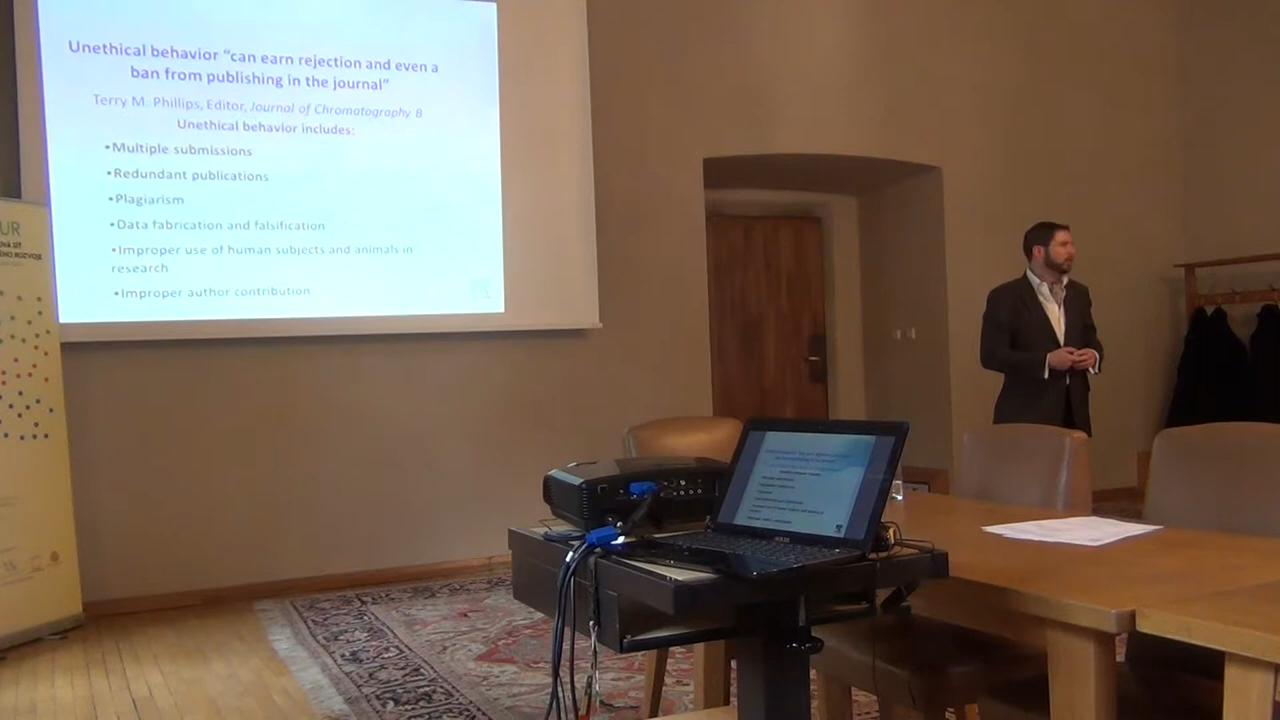 Unethical behavior "can earn rejection and even a
ban from publishing in the journal"
Terry M. Phillips, Editor, Journal of Chromatography B
Unethical behavior includes:
•Multiple submissions
•Redundant publications
•Plagiarism
•Data fabrication and falsification
•Improper use of human subjects and animals in
research
•Improper author contribution
UR
ASUS